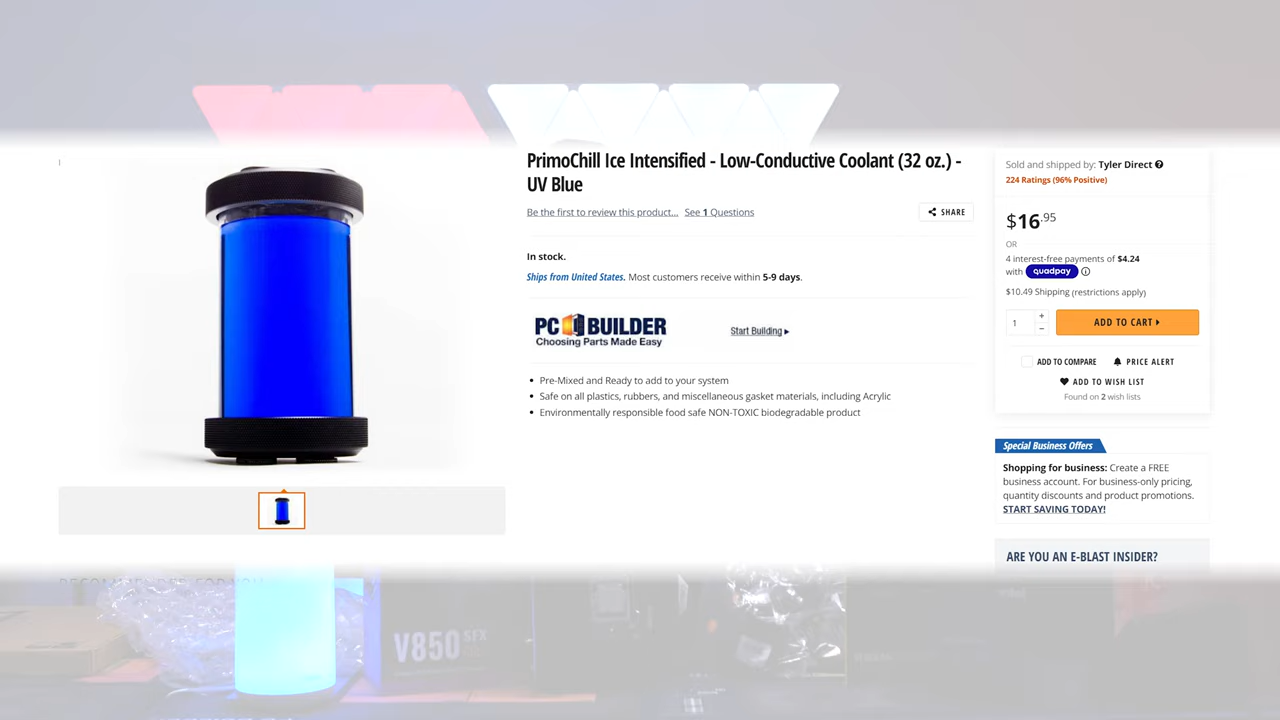 PrimoChill Ice Intensified - Low-Conductive Coolant (32 oz.) -
UV Blue
Be the first to review this product... See 1 Questions
SHARE
In stock.
Ships from United States. Most customers receive within 5-9 days.
PC BUILDER
Choosing Parts Made Easy
Start Building
Pre-Mixed and Ready to add to your system
Safe on all plastics, rubbers, and miscellaneous gasket materials, including Acrylic
Environmentally responsible food safe NON-TOXIC biodegradable product
Sold and shipped by: Tyler Direct
224 Ratings (96% Positive)
$16.95
OR
4 interest-free payments of $4.24
with quadpay
$10.49 Shipping (restrictions apply)
1 + −
ADD TO CART
ADD TO COMPARE PRICE ALERT
ADD TO WISH LIST
Found on 2 wish lists
Special Business Offers
Shopping for business: Create a FREE
business account. For business-only pricing,
quantity discounts and product promotions.
START SAVING TODAY!
ARE YOU AN E-BLAST INSIDER?
V850 SFX